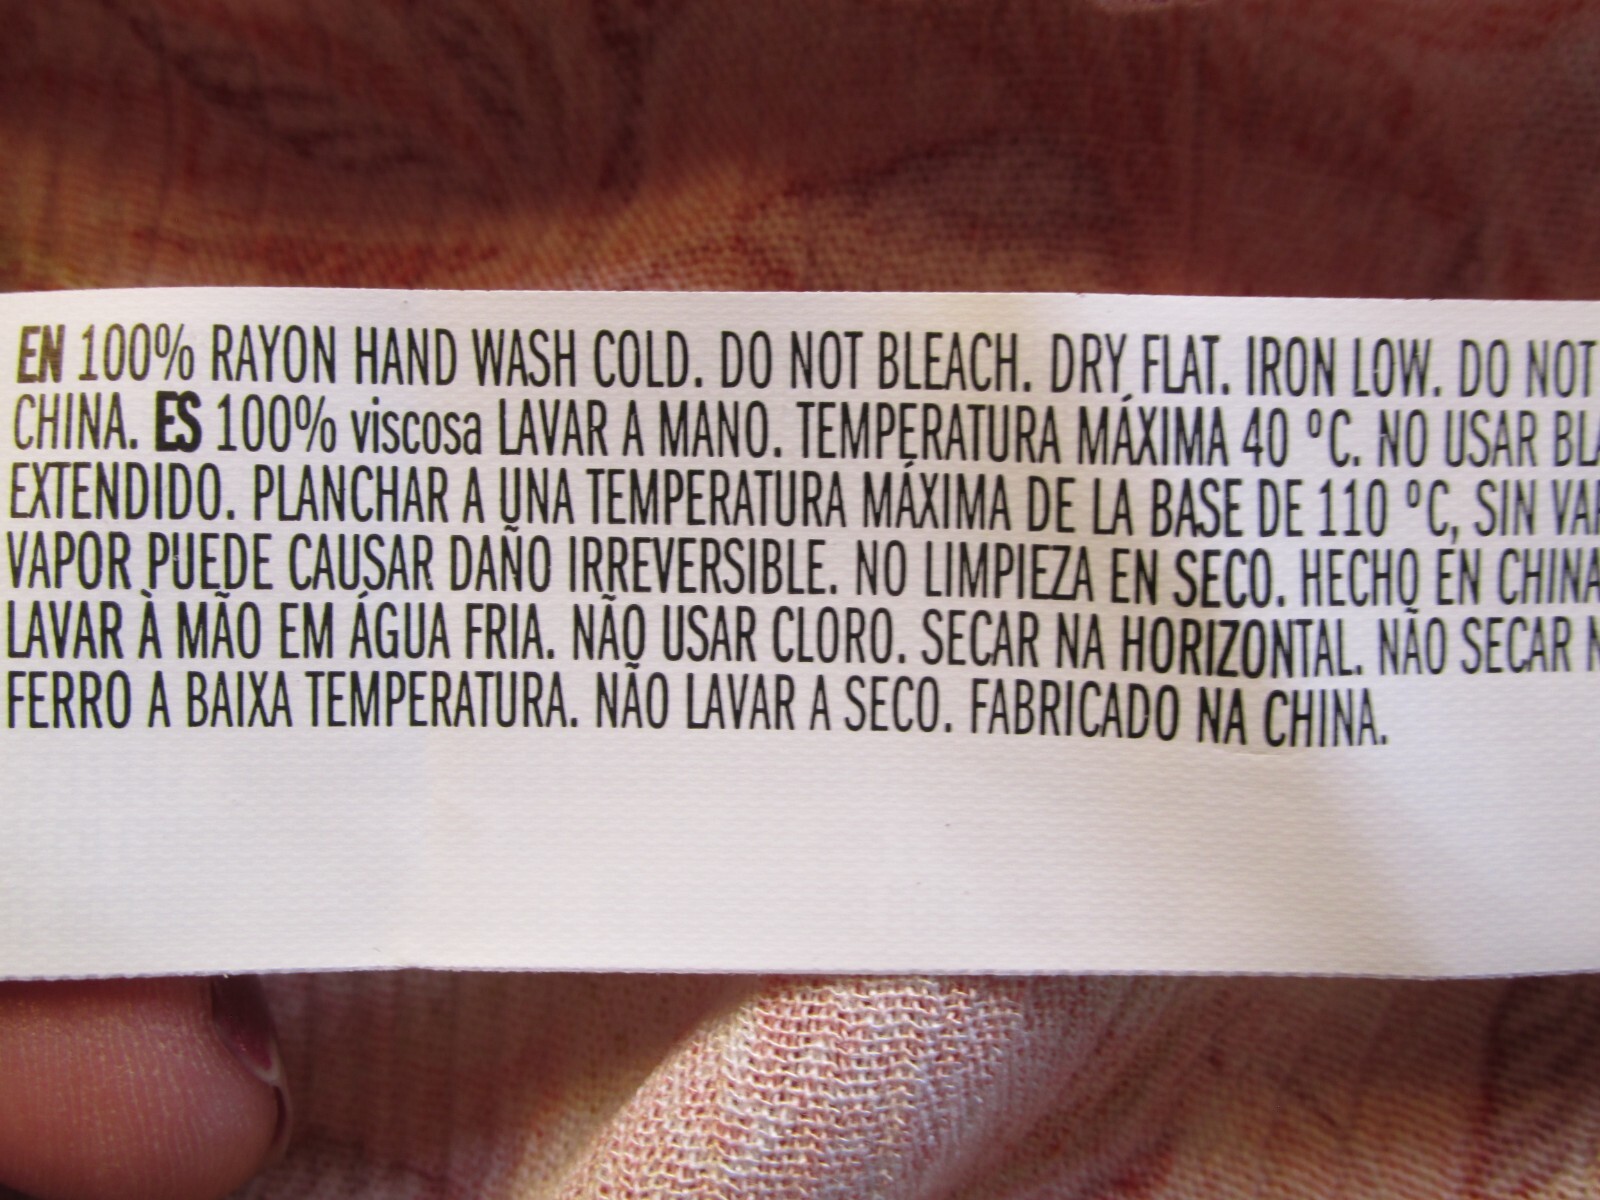 EN 100% RAYON HAND WASH COLD. DO NOT BLEACH. DRY FLAT. IRON LOW. DO NOT
CHINA. ES 100% viscosa LAVAR A MANO. TEMPERATURA MÁXIMA 40 ºC. NO USAR
EXTENDIDO. PLANCHAR A UNA TEMPERATURA MÁXIMA DE LA BASE DE 110 ºC, SIN
VAPOR PUEDE CAUSAR DAÑO IRREVERSIBLE. NO LIMPIEZA EN SECO. HECHO EN CHINA
LAVAR À MÃO EM ÁGUA FRIA. NÃO USAR CLORO. SECAR NA HORIZONTAL. NÃO SECAR
FERRO A BAIXA TEMPERATURA. NÃO LAVAR A SECO. FABRICADO NA CHINA.